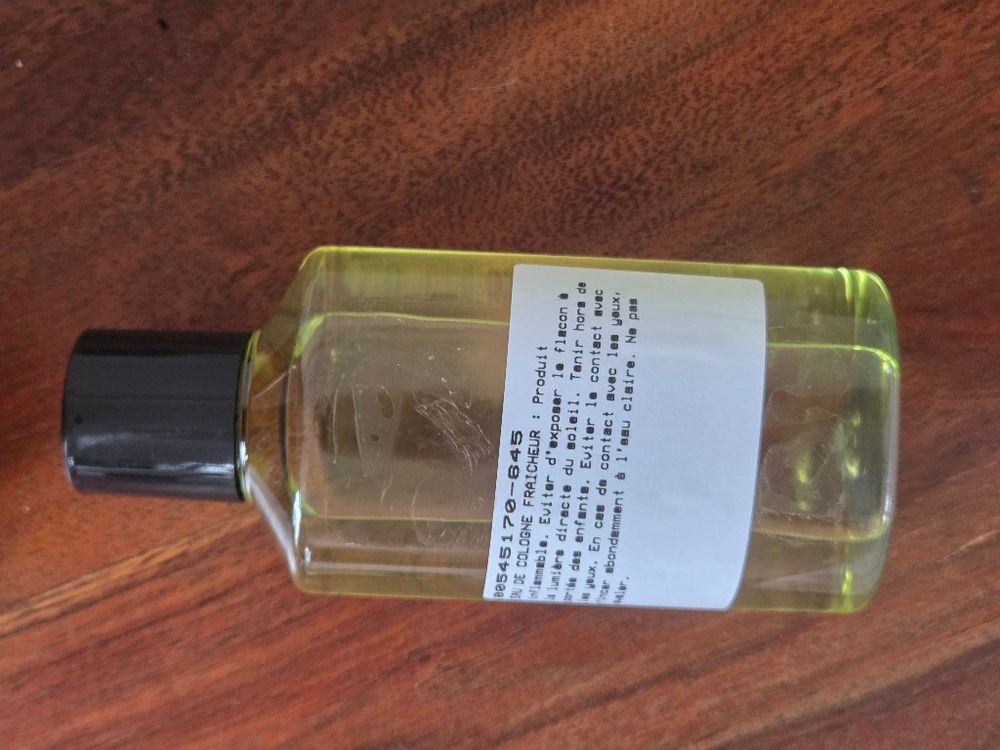 00545170-845
EAU DE COLOGNE FRAICHEUR : Produit
inflammable. Eviter d'exposer le flacon à
la lumière directe du soleil. Tenir hors de
portée des enfants. Eviter le contact avec
les yeux. En cas de contact avec les yeux,
rincer abondamment à l'eau claire. Ne pas
avaler.